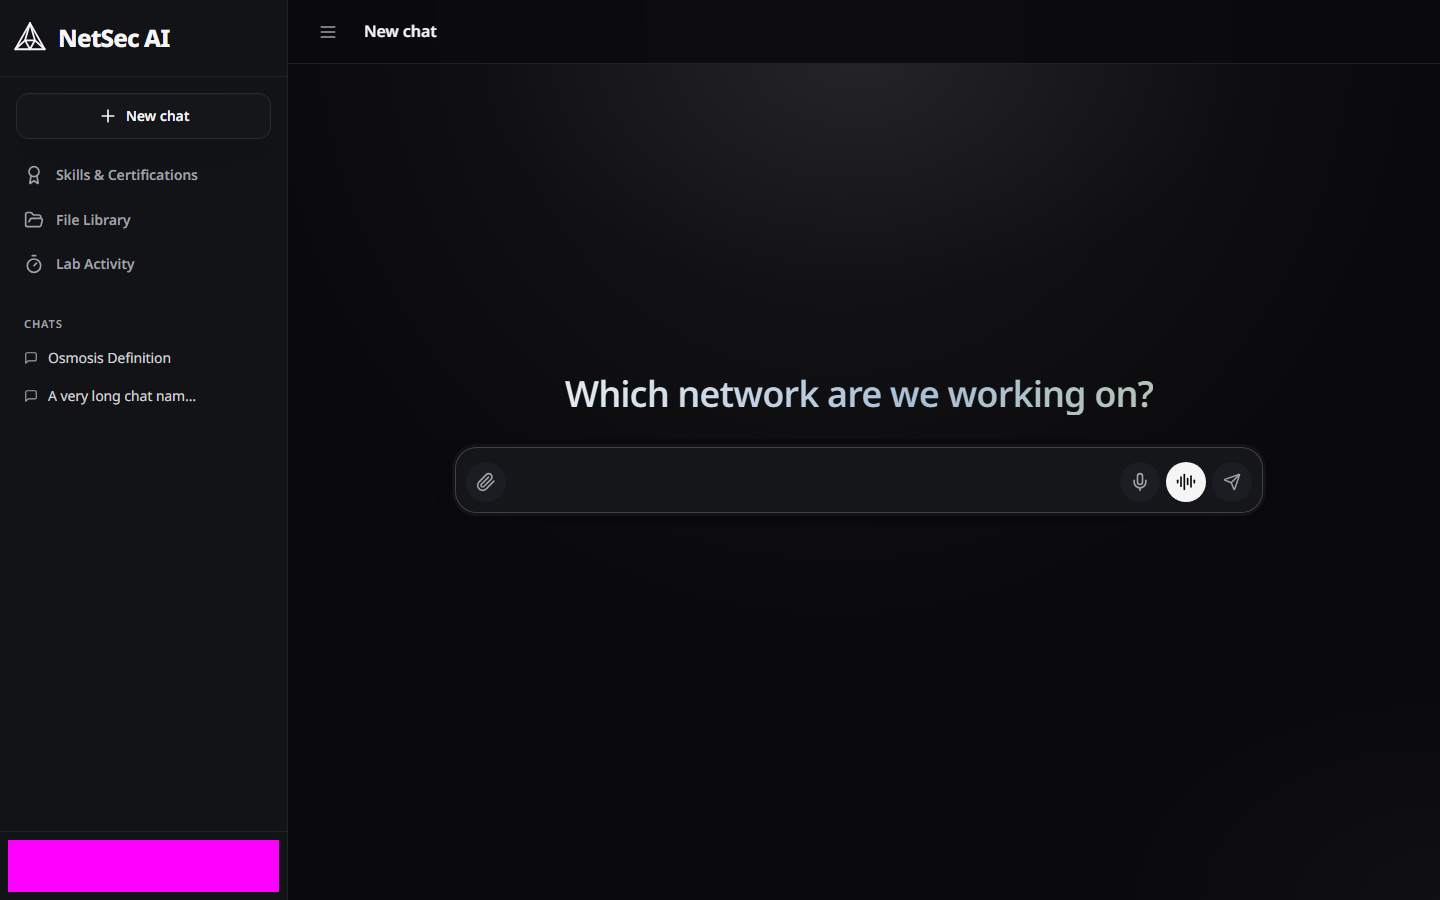 NetSec AI
New chat
Skills & Certifications
File Library
Lab Activity
CHATS
Osmosis Definition
A very long chat nam...
New chat
Which network are we working on?